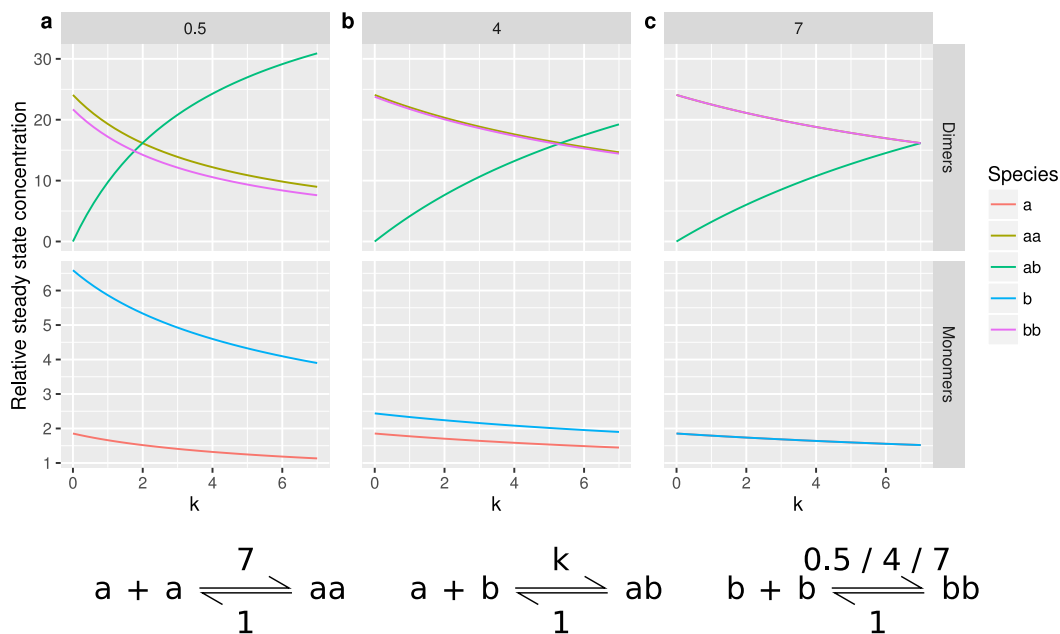 a 0.5 b 4 c 7
Relative steady state concentration
30
20
10
0
Dimers
6
5
4
3
2
1
Monomers
0 2 4 6 0 2 4 6 0 2 4 6
k k k
Species
a
aa
ab
b
bb
7 k 0.5 / 4 / 7
a + a aa a + b ab b + b bb
1 1 1